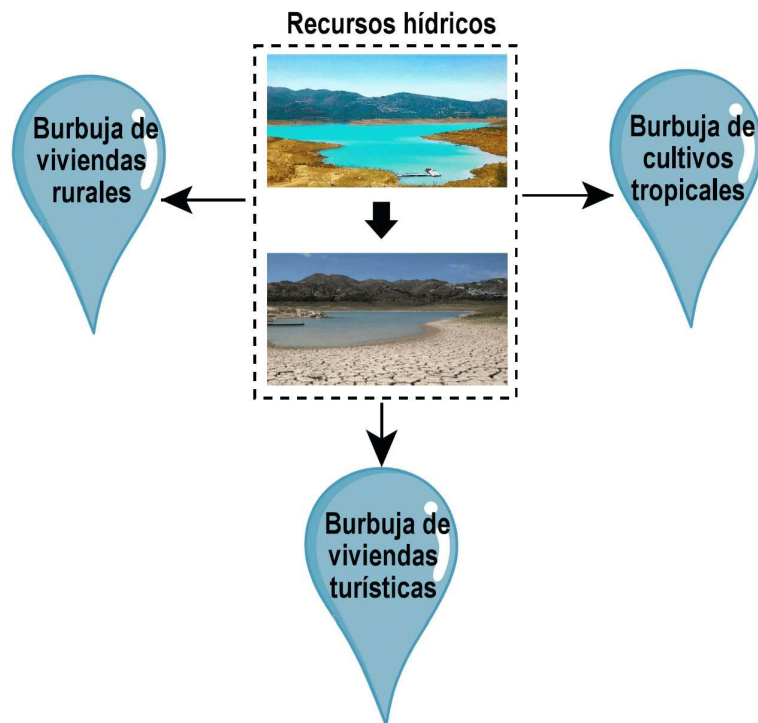 Recursos hídricos
Burbuja de
viviendas
rurales
Burbuja de
cultivos
tropicales
Burbuja de
viviendas
turísticas